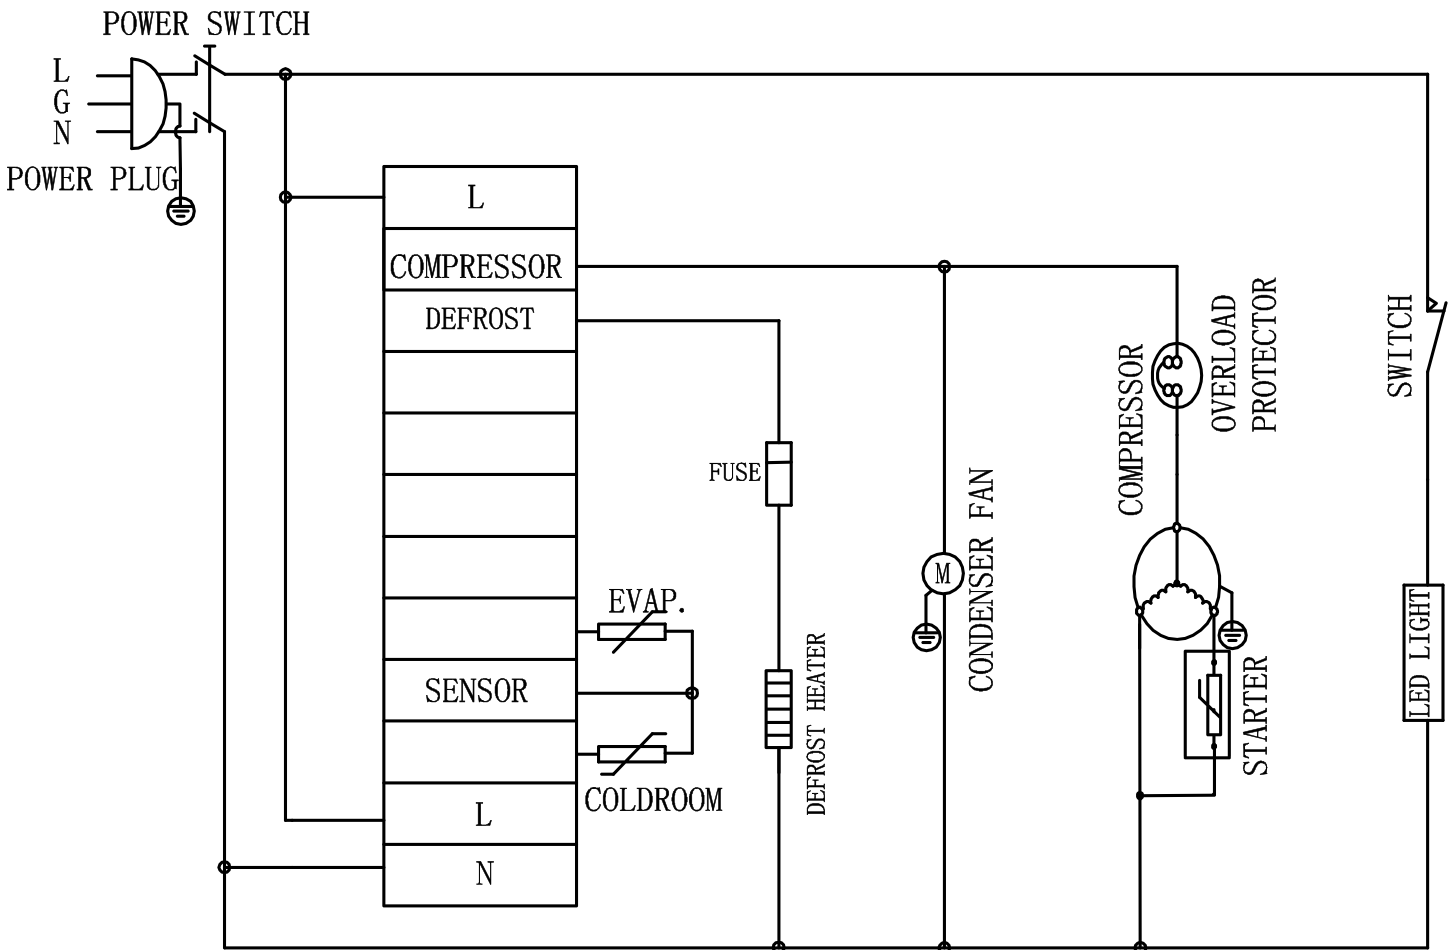 POWER SWITCH
L
G
N
POWER PLUG
L
COMPRESSOR
DEFROST
SENSOR
L
N
EVAP.
COLDROOM
FUSE
DEFROST HEATER
M
CONDENSER FAN
COMPRESSOR
OVERLOAD
PROTECTOR
STARTER
SWITCH
LED LIGHT